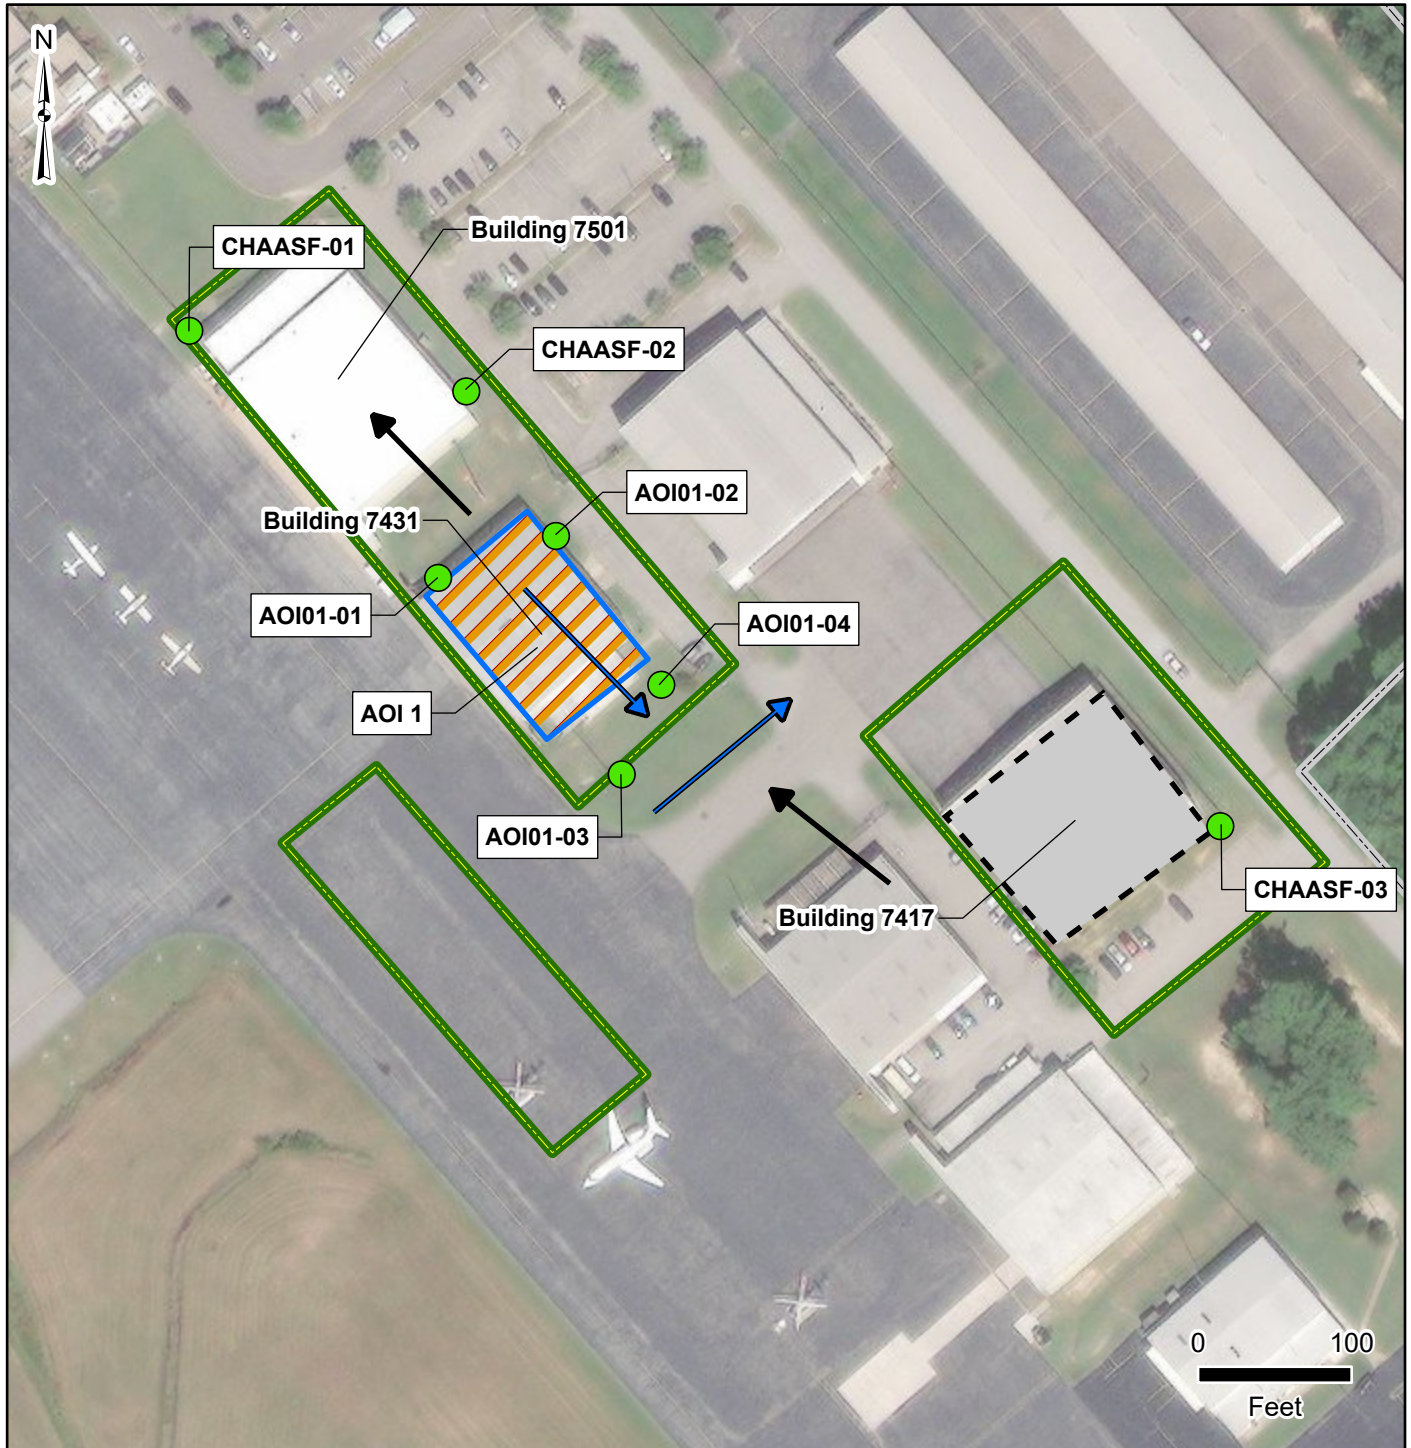 N
Building 7501
CHAASF-01
CHAASF-02
AOI01-02
Building 7431
AOI01-01
AOI01-04
AOI 1
AOI01-03
CHAASF-03
Building 7417
0 100
Feet